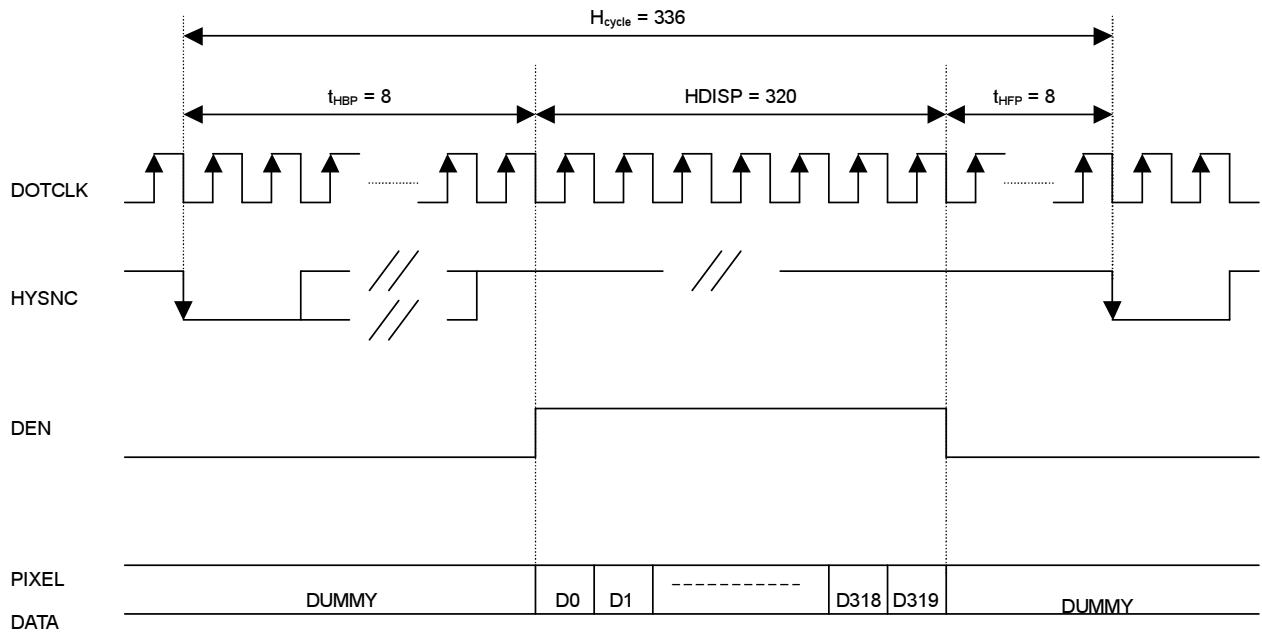 Hcycle = 336
tHBP = 8
HDISP = 320
tHFP = 8
DOTCLK
HYSNC
DEN
PIXEL
DATA
DUMMY
D0
D1
D318
D319
DUMMY